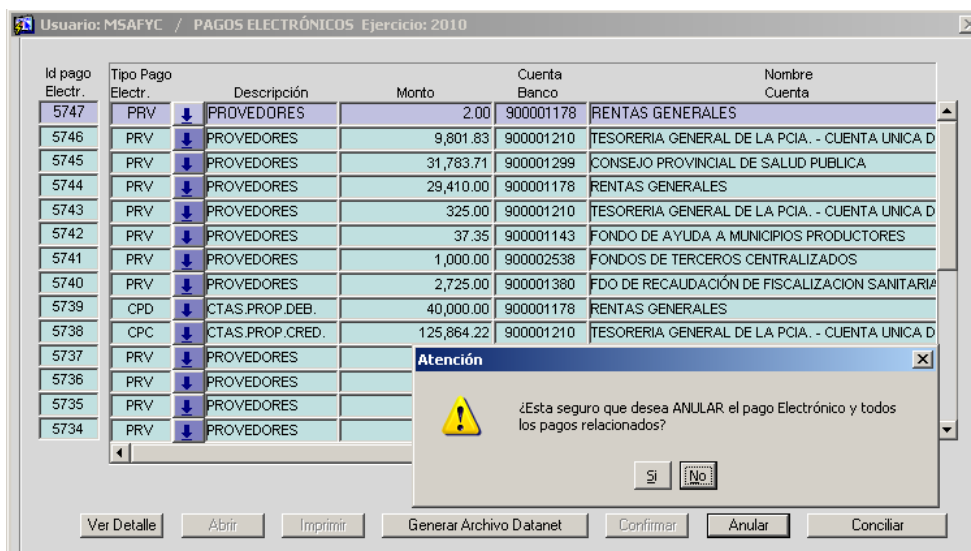 Usuario: MSAFYC / PAGOS ELECTRÓNICOS Ejercicio: 2010
Id pago Electr. Tipo Pago Electr. Descripción Monto Cuenta Banco Nombre Cuenta
5747 PRV PROVEDORES 2.00 900001178 RENTAS GENERALES
5746 PRV PROVEDORES 9,801.83 900001210 TESORERIA GENERAL DE LA PCIA. - CUENTA UNICA D
5745 PRV PROVEDORES 31,783.71 900001299 CONSEJO PROVINCIAL DE SALUD PUBLICA
5744 PRV PROVEDORES 29,410.00 900001178 RENTAS GENERALES
5743 PRV PROVEDORES 325.00 900001210 TESORERIA GENERAL DE LA PCIA. - CUENTA UNICA D
5742 PRV PROVEDORES 37.35 900001143 FONDO DE AYUDA A MUNICIPIOS PRODUCTORES
5741 PRV PROVEDORES 1,000.00 900002538 FONDOS DE TERCEROS CENTRALIZADOS
5740 PRV PROVEDORES 2,725.00 900001380 FDO DE RECAUDACIÓN DE FISCALIZACION SANITARIA
5739 CPD CTAS.PROP.DEB. 40,000.00 900001178 RENTAS GENERALES
5738 CPC CTAS.PROP.CRED. 125,864.22 900001210 TESORERIA GENERAL DE LA PCIA. - CUENTA UNICA D
5737 PRV PROVEDORES
5736 PRV PROVEDORES
5735 PRV PROVEDORES
5734 PRV PROVEDORES
Atención
¿Esta seguro que desea ANULAR el pago Electrónico y todos
los pagos relacionados?
Si No
Ver Detalle Abrir Imprimir Generar Archivo Datanet Confirmar Anular Conciliar